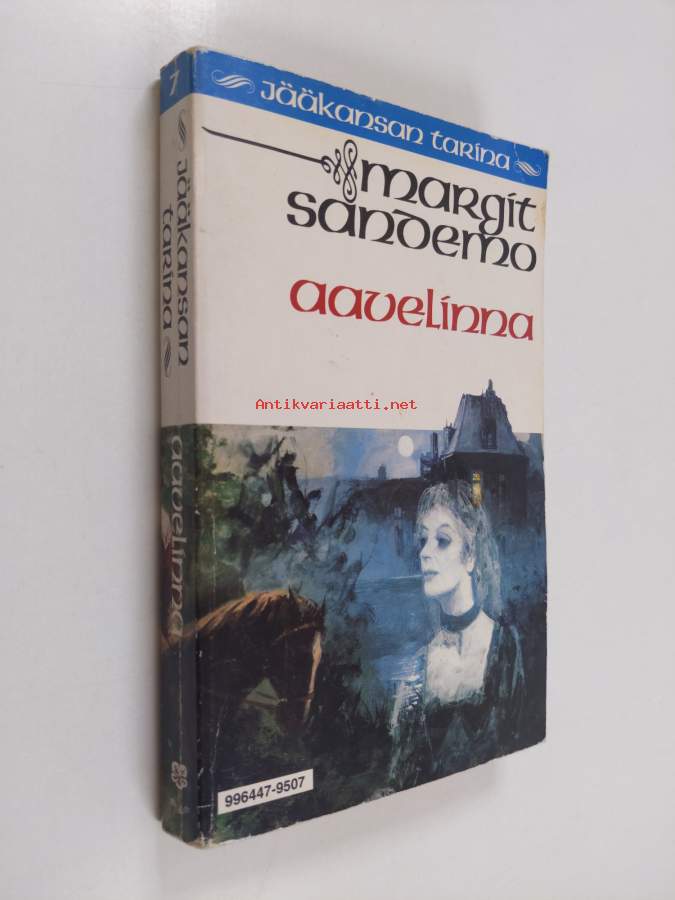 7
Jääkansan tarina
aavelinna
Jääkansan tarina
margit
sandemo
aavelinna
Antikvariaatti.net
996447-9507